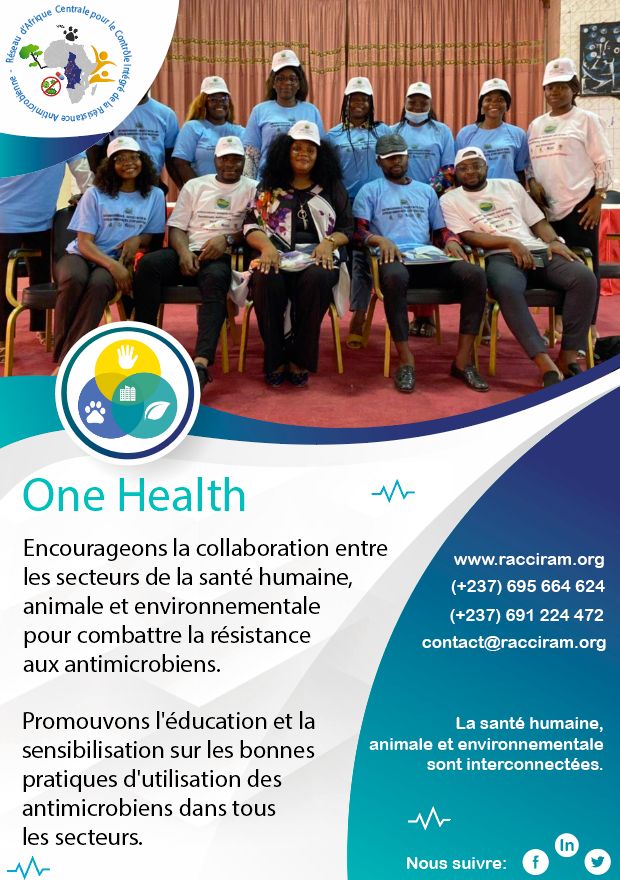 Réseau d'Afrique Centrale pour le Contrôle Intégré de la Résistance Antimicrobienne -
One Health
Encourageons la collaboration entre
les secteurs de la santé humaine,
animale et environnementale
pour combattre la résistance
aux antimicrobiens.
Promouvons l'éducation et la
sensibilisation sur les bonnes
pratiques d'utilisation des
antimicrobiens dans tous
les secteurs.
www.racciram.org
(+237) 695 664 624
(+237) 691 224 472
contact@racciram.org
La santé humaine,
animale et environnementale
sont interconnectées.
Nous suivre:
f
In